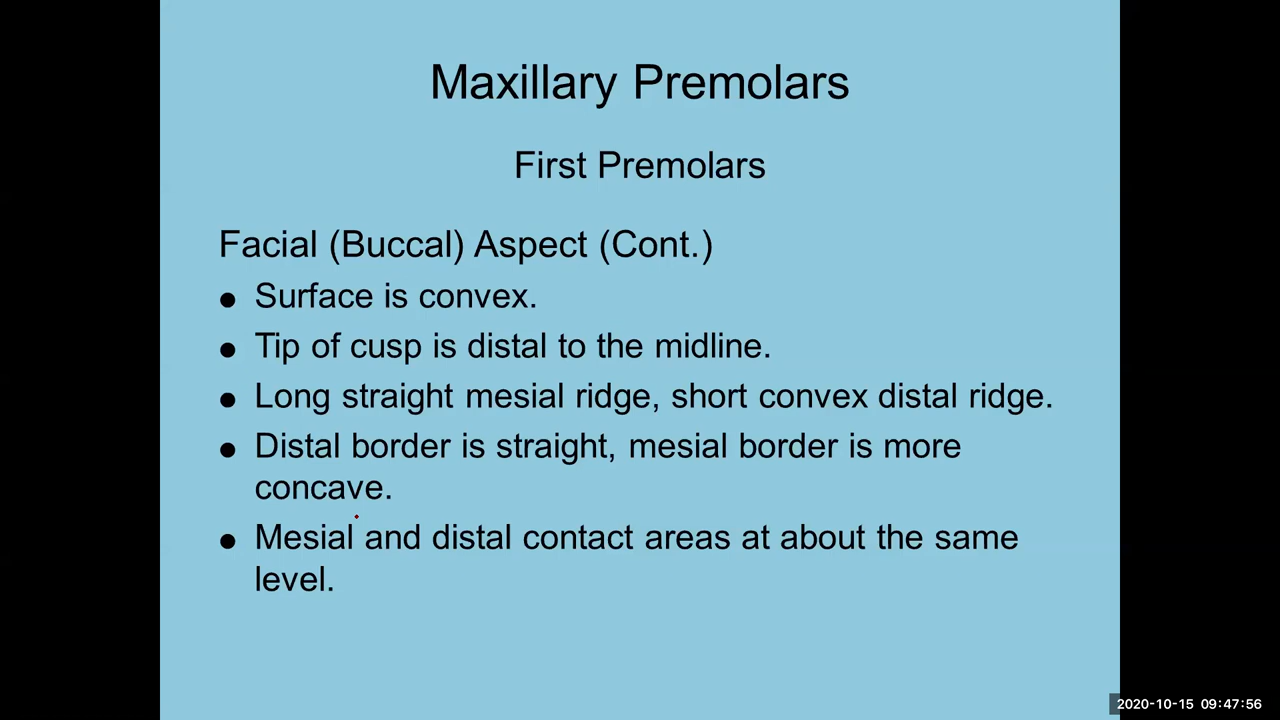 Maxillary Premolars
First Premolars
Facial (Buccal) Aspect (Cont.)
● Surface is convex.
● Tip of cusp is distal to the midline.
● Long straight mesial ridge, short convex distal ridge.
● Distal border is straight, mesial border is more
concave.
● Mesial and distal contact areas at about the same
level.
2020-10-15 09:47:56